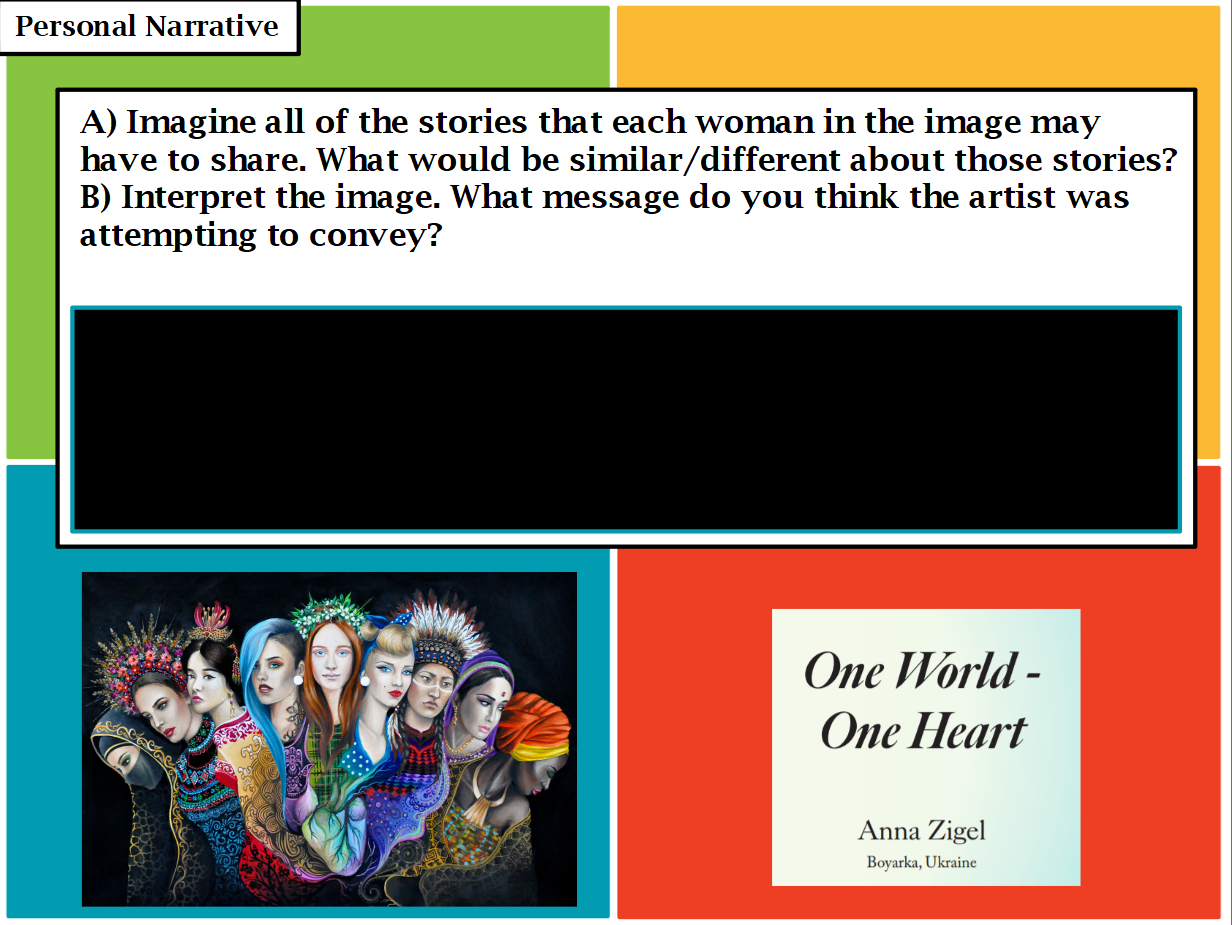 Personal Narrative
A) Imagine all of the stories that each woman in the image may
have to share. What would be similar/different about those stories?
B) Interpret the image. What message do you think the artist was
attempting to convey?
One World -
One Heart
Anna Zigel
Boyarka, Ukraine